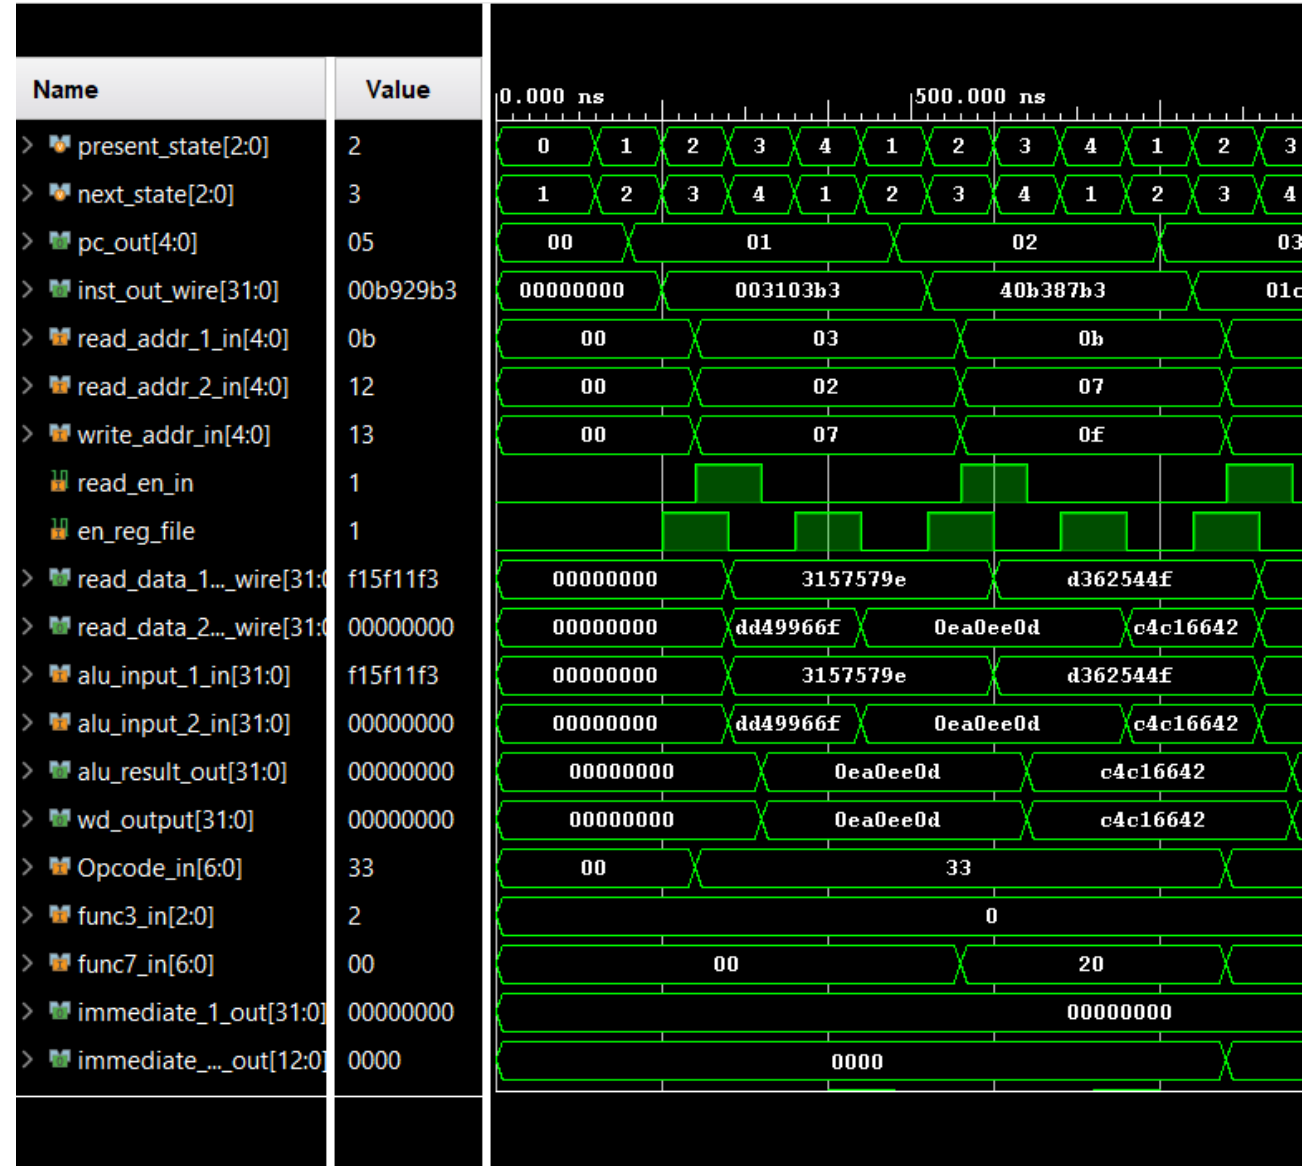 Name Value 0.000 ns 500.000 ns
present_state[2:0] 2 0 1 2 3 4 1 2 3 4 1 2 3
next_state[2:0] 3 1 2 3 4 1 2 3 4 1 2 3 4
pc_out[4:0] 05 00 01 02 03
inst_out_wire[31:0] 00b929b3 00000000 003103b3 40b387b3 01c
read_addr_1_in[4:0] 0b 00 03 0b
read_addr_2_in[4:0] 12 00 02 07
write_addr_in[4:0] 13 00 07 0f
read_en_in 1
en_reg_file 1
read_data_1..._wire[31:0 f15f11f3 00000000 3157579e d362544f
read_data_2..._wire[31:0 00000000 00000000 dd49966f 0ea0ee0d c4c16642
alu_input_1_in[31:0] f15f11f3 00000000 3157579e d362544f
alu_input_2_in[31:0] 00000000 00000000 dd49966f 0ea0ee0d c4c16642
alu_result_out[31:0] 00000000 00000000 0ea0ee0d c4c16642
wd_output[31:0] 00000000 00000000 0ea0ee0d c4c16642
Opcode_in[6:0] 33 00 33
func3_in[2:0] 2 0
func7_in[6:0] 00 00 20
immediate_1_out[31:0] 00000000 00000000
immediate_..._out[12:0] 0000 0000